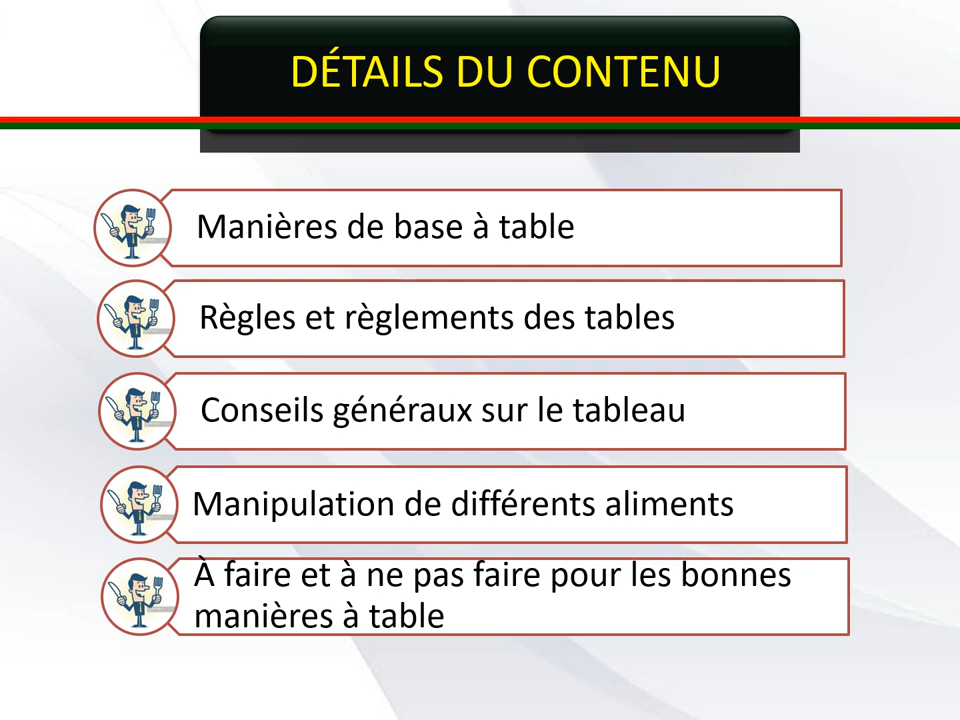 DÉTAILS DU CONTENU
Manières de base à table
Règles et règlements des tables
Conseils généraux sur le tableau
Manipulation de différents aliments
À faire et à ne pas faire pour les bonnes
manières à table